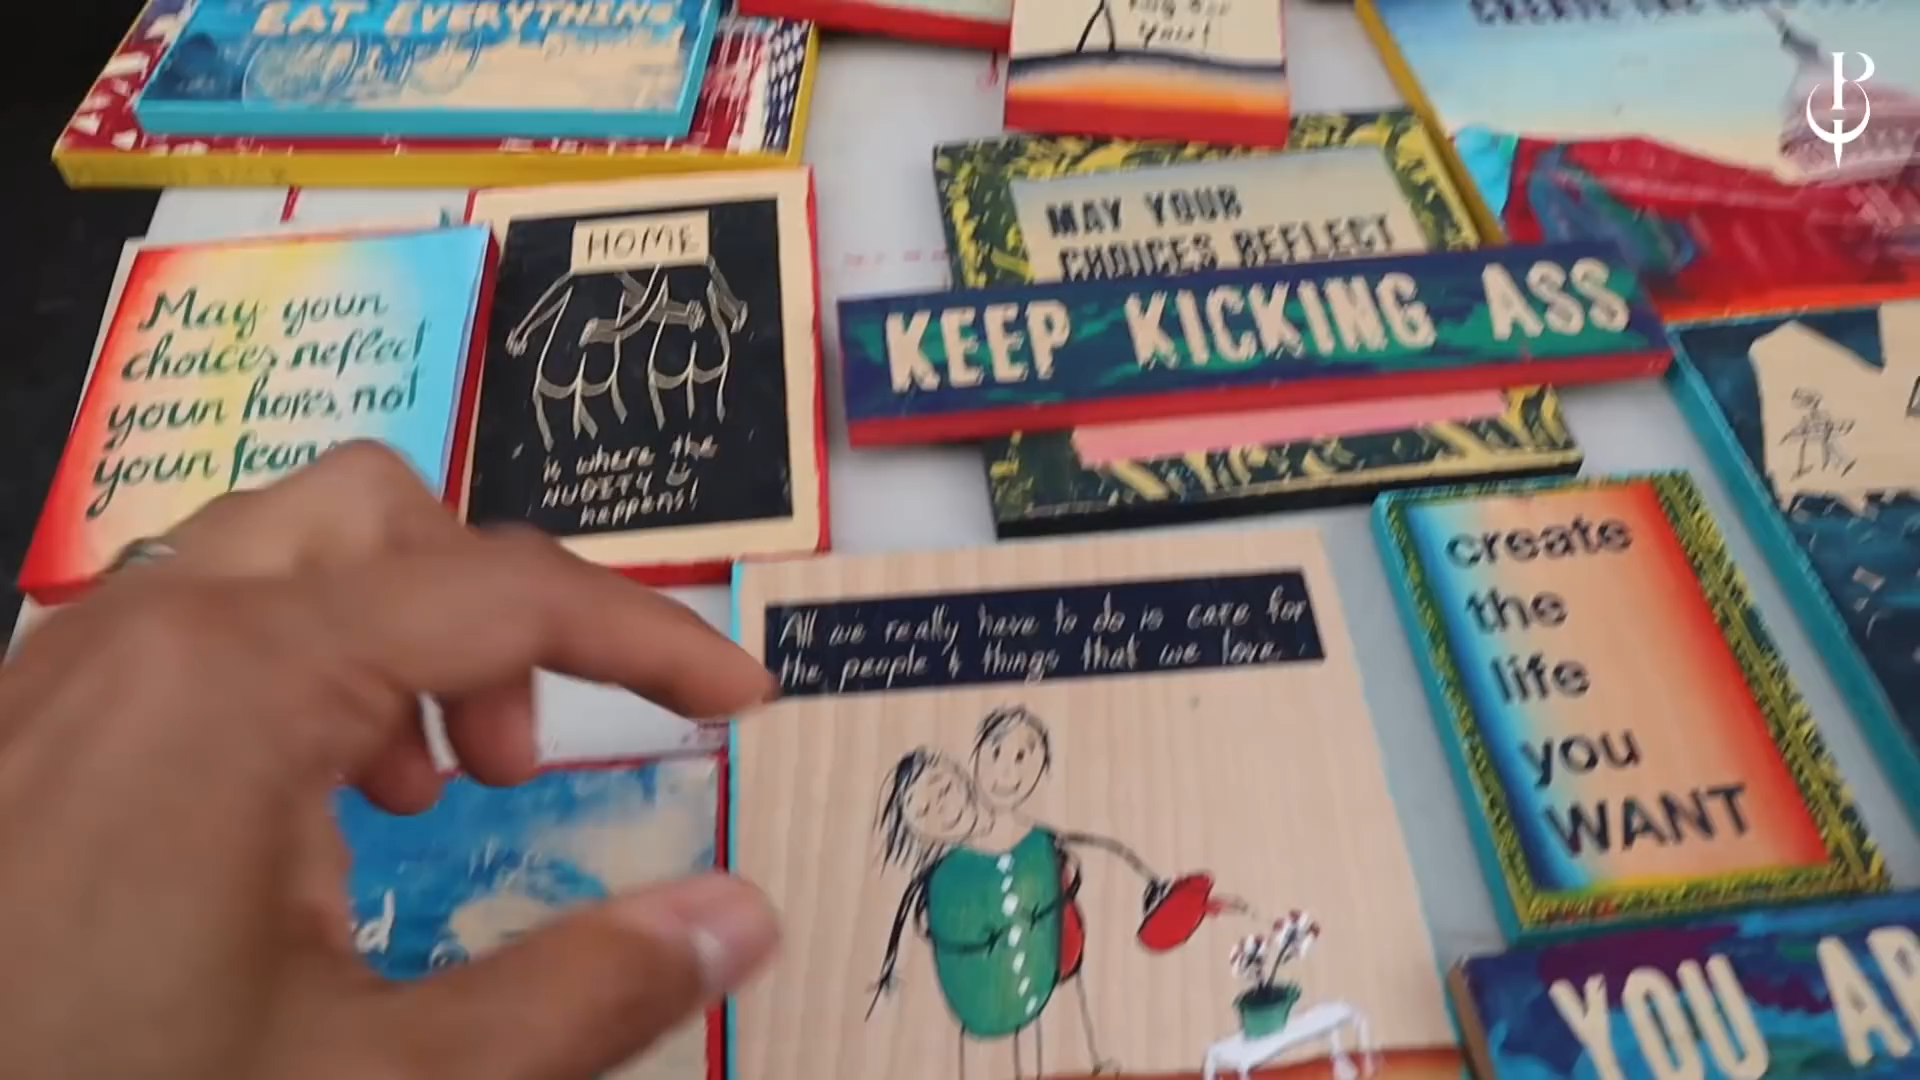 EAT EVERYTHING
you!
HOME
is where the
NUDITY
happens!
May your
choices reflect
your hopes, not
your fears
MAY YOUR
CHOICES REFLECT
KEEP KICKING ASS
All we really have to do is care for
the people & things that we love.
create
the
life
you
WANT
YOU